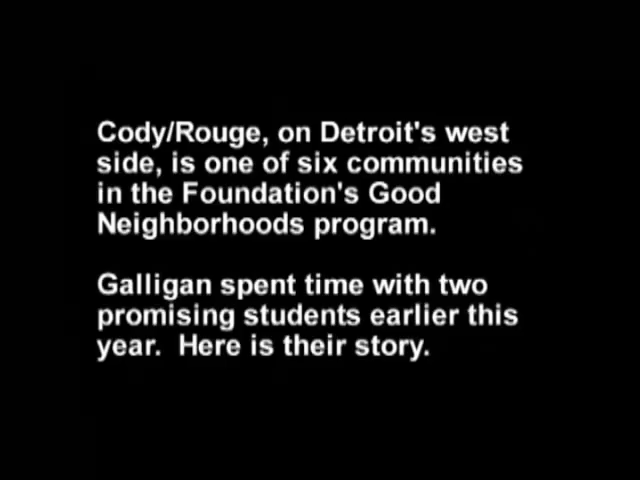 Cody/Rouge, on Detroit's west
side, is one of six communities
in the Foundation's Good
Neighborhoods program.
Galligan spent time with two
promising students earlier this
year.  Here is their story.